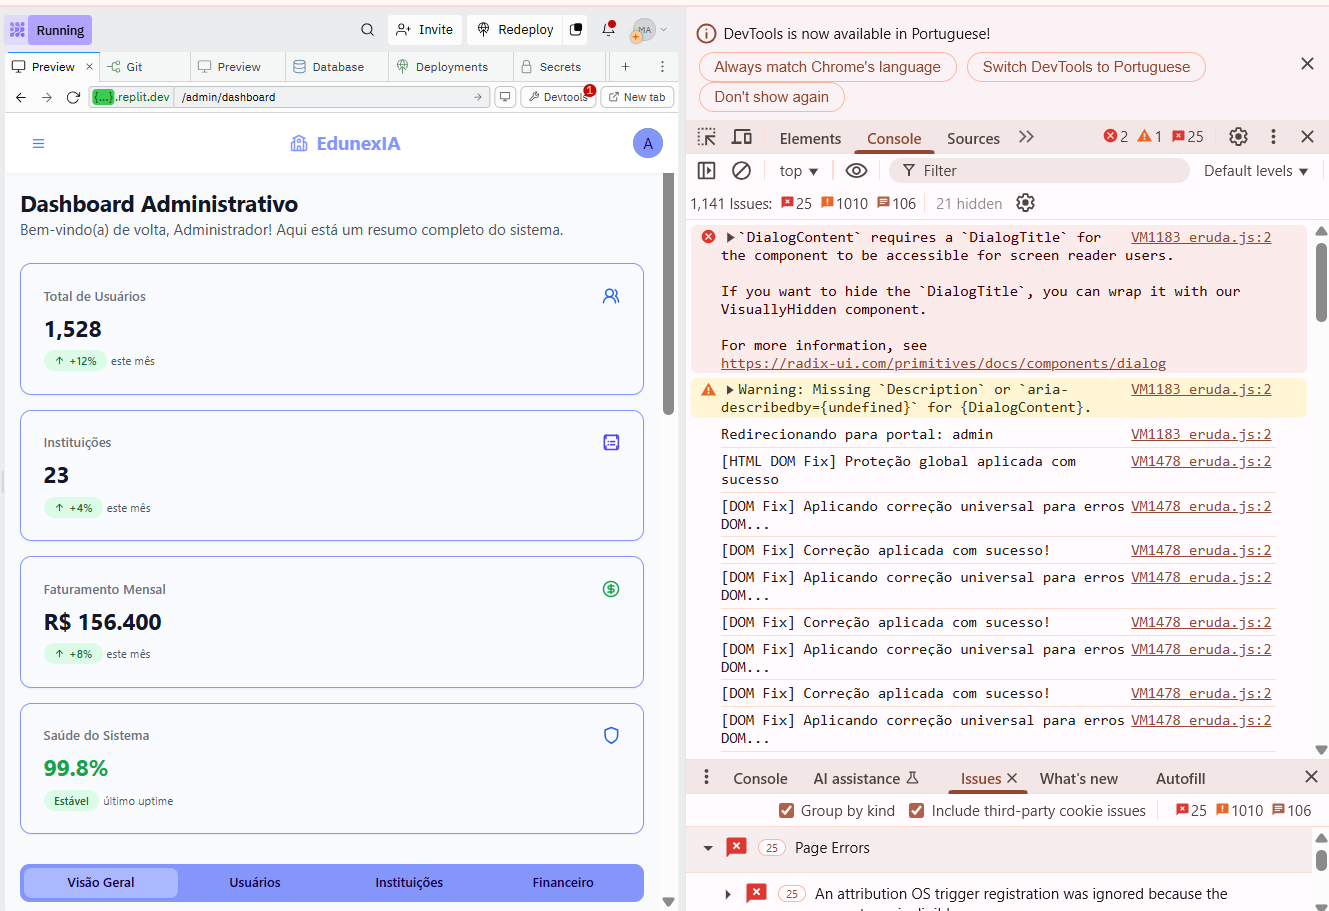 Running
Invite
Redeploy
MA
Preview
Git
Preview
Database
Deployments
Secrets
{...}.replit.dev
/admin/dashboard
Devtools
1
New tab
EdunexIA
A
Dashboard Administrativo
Bem-vindo(a) de volta, Administrador! Aqui está um resumo completo do sistema.
Total de Usuários
1,528
+12% este mês
Instituições
23
+4% este mês
Faturamento Mensal
R$ 156.400
+8% este mês
Saúde do Sistema
99.8%
Estável último uptime
Visão Geral
Usuários
Instituições
Financeiro
DevTools is now available in Portuguese!
Always match Chrome's language
Switch DevTools to Portuguese
Don't show again
Elements
Console
Sources
2
1
25
top
Filter
Default levels
1,141 Issues: 25 1010 106
21 hidden
`DialogContent` requires a `DialogTitle` for VM1183 eruda.js:2
the component to be accessible for screen reader users.
If you want to hide the `DialogTitle`, you can wrap it with our
VisuallyHidden component.
For more information, see
https://radix-ui.com/primitives/docs/components/dialog
Warning: Missing `Description` or `aria- VM1183 eruda.js:2
describedby={undefined}` for {DialogContent}.
Redirecionando para portal: admin VM1183 eruda.js:2
[HTML DOM Fix] Proteção global aplicada com VM1478 eruda.js:2
sucesso
[DOM Fix] Aplicando correção universal para erros VM1478 eruda.js:2
DOM...
[DOM Fix] Correção aplicada com sucesso! VM1478 eruda.js:2
[DOM Fix] Aplicando correção universal para erros VM1478 eruda.js:2
DOM...
[DOM Fix] Correção aplicada com sucesso! VM1478 eruda.js:2
[DOM Fix] Aplicando correção universal para erros VM1478 eruda.js:2
DOM...
[DOM Fix] Correção aplicada com sucesso! VM1478 eruda.js:2
[DOM Fix] Aplicando correção universal para erros VM1478 eruda.js:2
DOM...
Console
AI assistance
Issues
What's new
Autofill
Group by kind
Include third-party cookie issues
25 1010 106
25 Page Errors
25 An attribution OS trigger registration was ignored because the